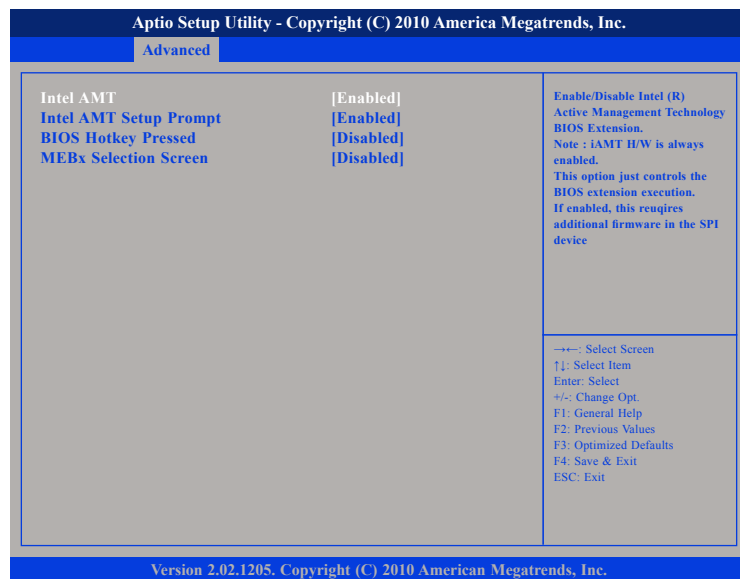 Aptio Setup Utility - Copyright (C) 2010 America Megatrends, Inc.
Advanced
Intel AMT [Enabled]
Intel AMT Setup Prompt [Enabled]
BIOS Hotkey Pressed [Disabled]
MEBx Selection Screen [Disabled]
Enable/Disable Intel (R)
Active Management Technology
BIOS Extension.
Note : iAMT H/W is always
enabled.
This option just controls the
BIOS extension execution.
If enabled, this reuqires
additional firmware in the SPI
device
→←: Select Screen
↑↓: Select Item
Enter: Select
+/-: Change Opt.
F1: General Help
F2: Previous Values
F3: Optimized Defaults
F4: Save & Exit
ESC: Exit
Version 2.02.1205. Copyright (C) 2010 American Megatrends, Inc.